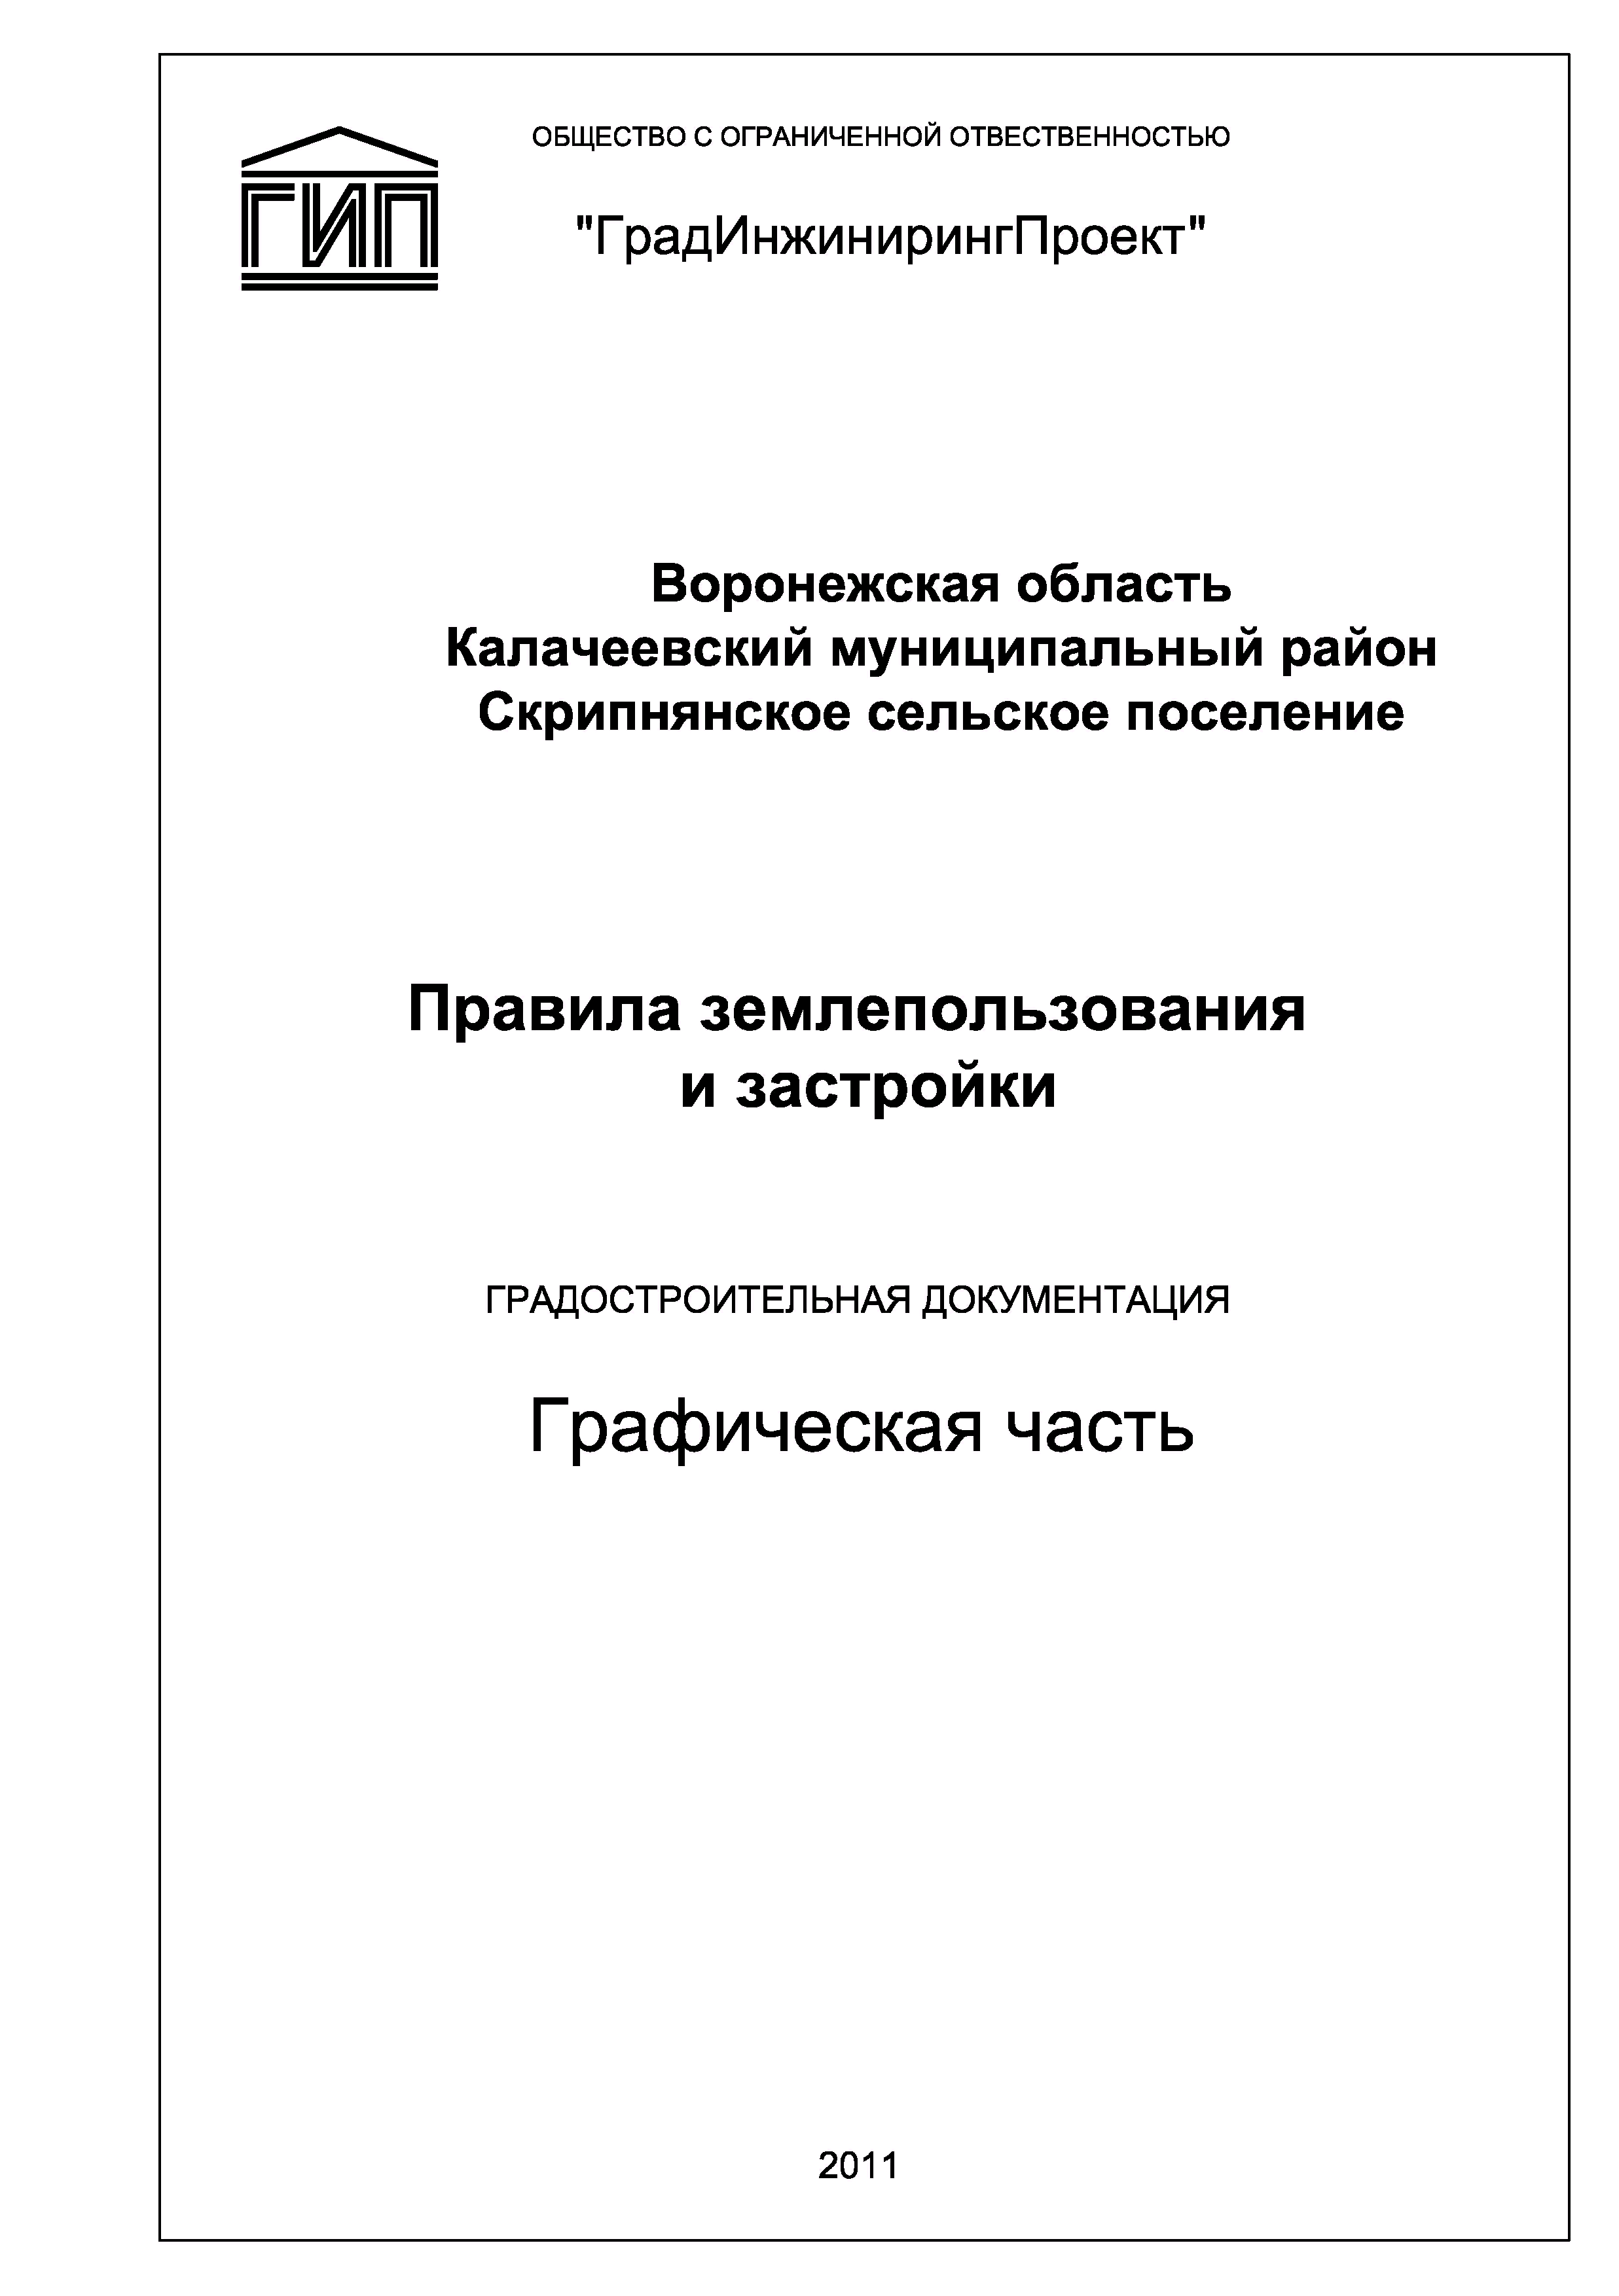 ГИП
ОБЩЕСТВО С ОГРАНИЧЕННОЙ ОТВЕСТВЕННОСТЬЮ
"ГрадИнжинирингПроект"
Воронежская область
Калачеевский муниципальный район
Скрипнянское сельское поселение
Правила землепользования
и застройки
ГРАДОСТРОИТЕЛЬНАЯ ДОКУМЕНТАЦИЯ
Графическая часть
2011